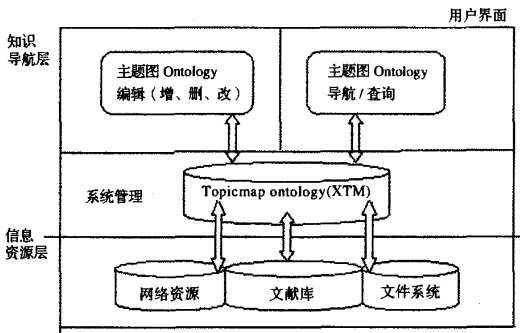 用户界面
知识
导航层
主题图 Ontology
编辑（增、删、改）
主题图 Ontology
导航 / 查询
系统管理
Topicmap ontology(XTM)
信息
资源层
网络资源
文献库
文件系统